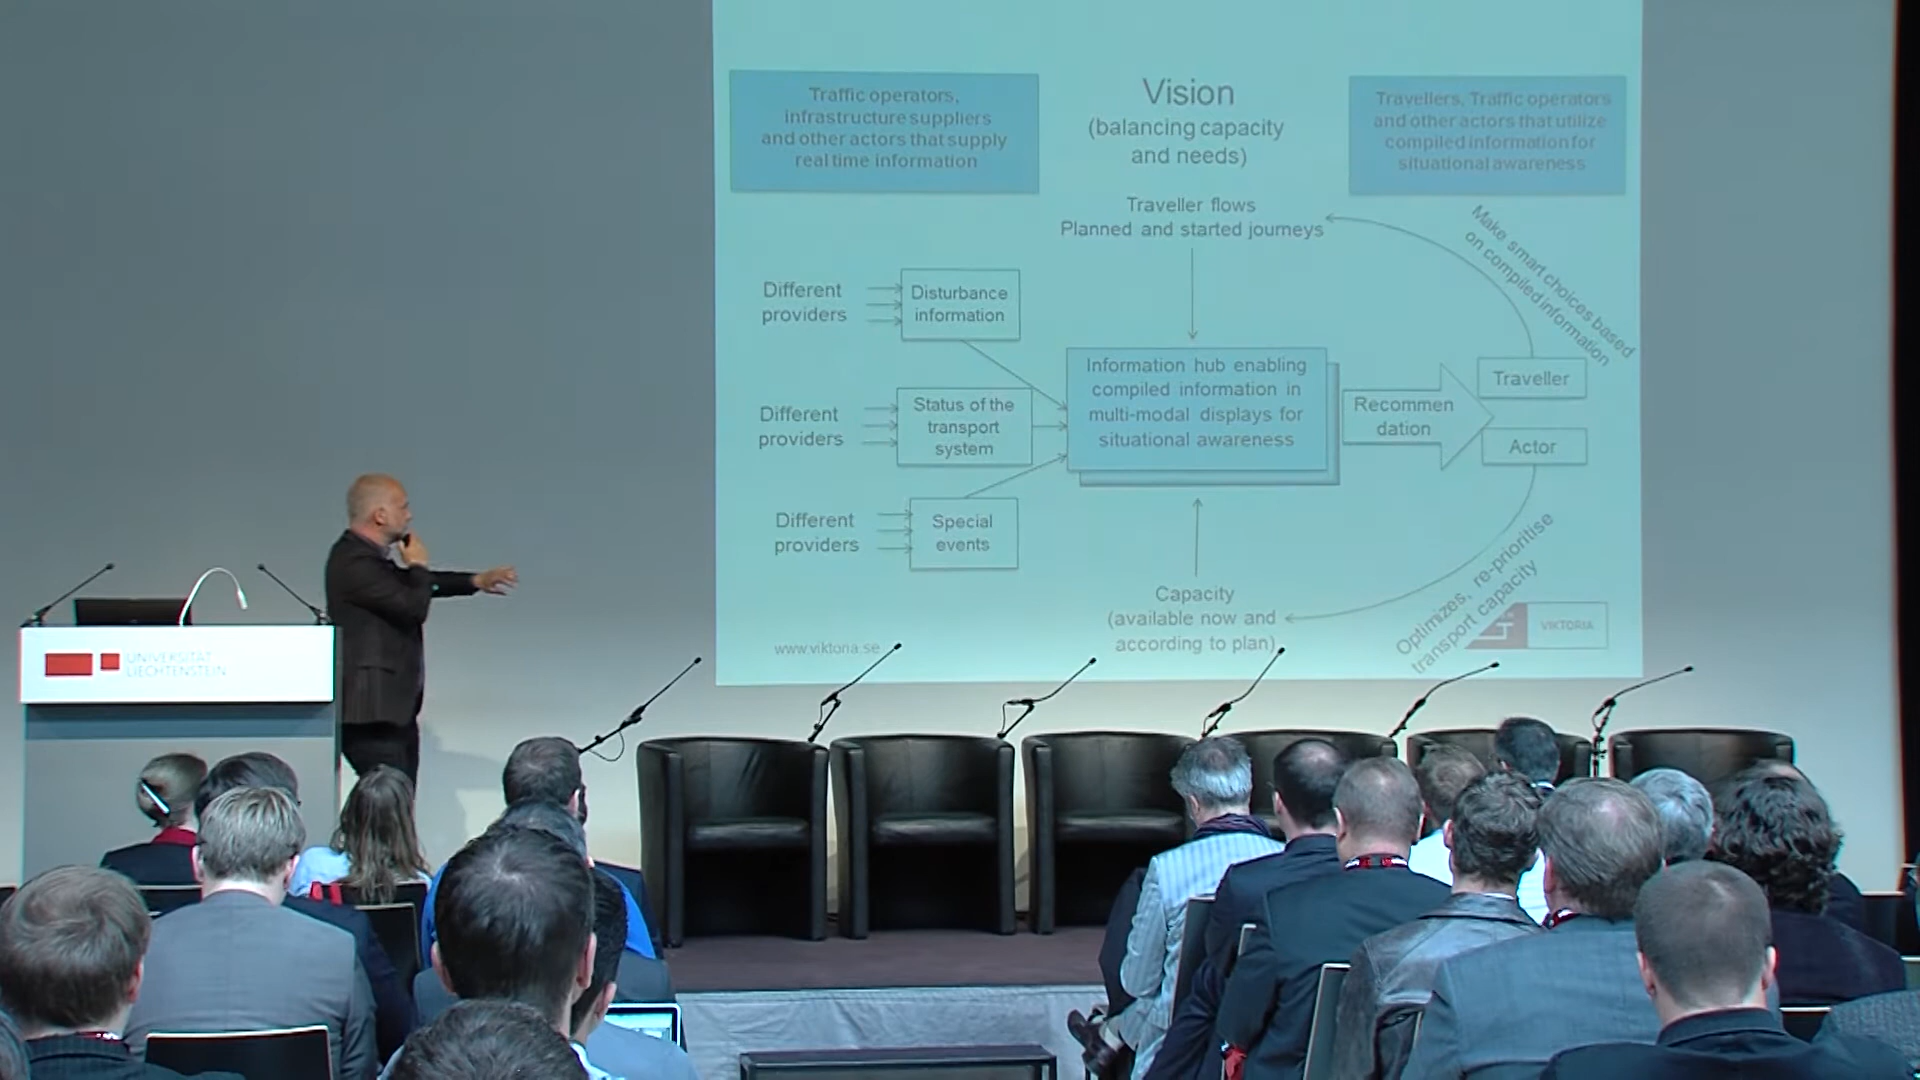 Traffic operators,
infrastructure suppliers
and other actors that supply
real time information
Vision
(balancing capacity
and needs)
Travellers, Traffic operators
and other actors that utilize
compiled information for
situational awareness
Traveller flows
Planned and started journeys
Make smart choices based
on compiled information
Different
providers
Disturbance
information
Different
providers
Status of the
transport
system
Different
providers
Special
events
Information hub enabling
compiled information in
multi-modal displays for
situational awareness
Recommen
dation
Traveller
Actor
Capacity
(available now and
according to plan)
Optimizes, re-prioritise
transport capacity
www.viktoria.se
VIKTORIA
UNIVERSITÄT
LIECHTENSTEIN